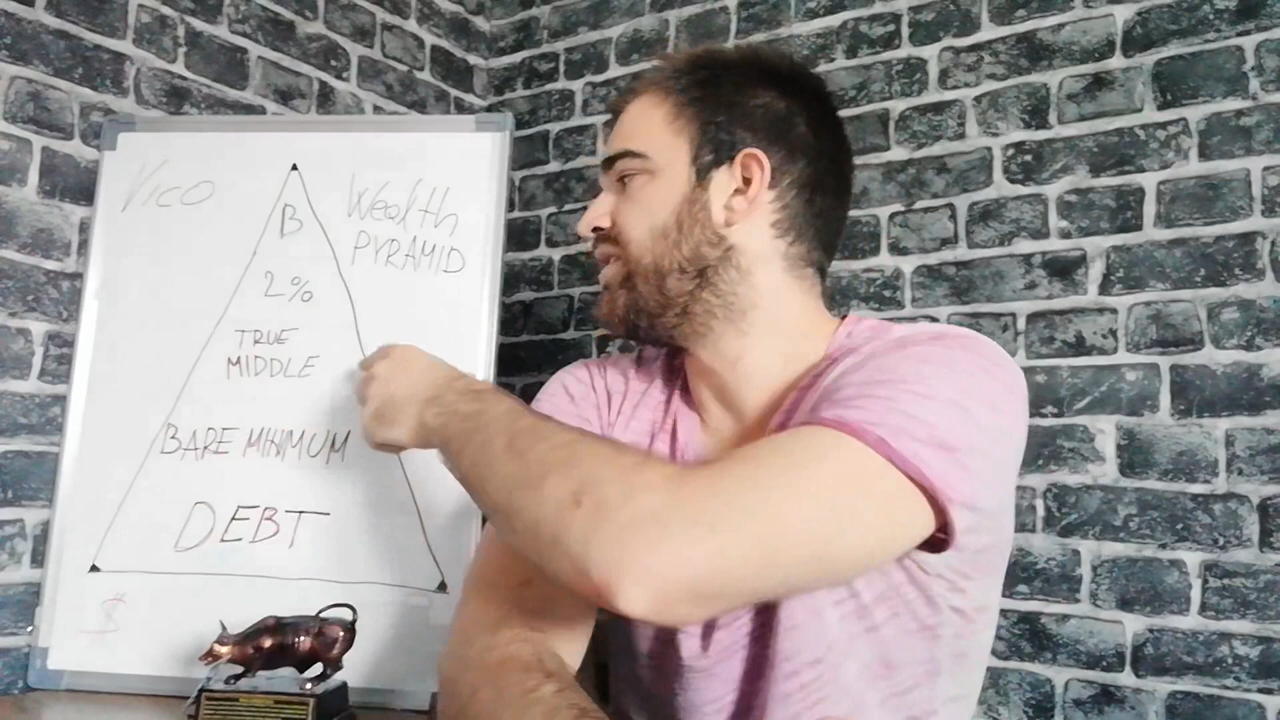 Vico
Wealth
PYRAMID
B
2%
TRUE
MIDDLE
BARE MINIMUM
DEBT
$